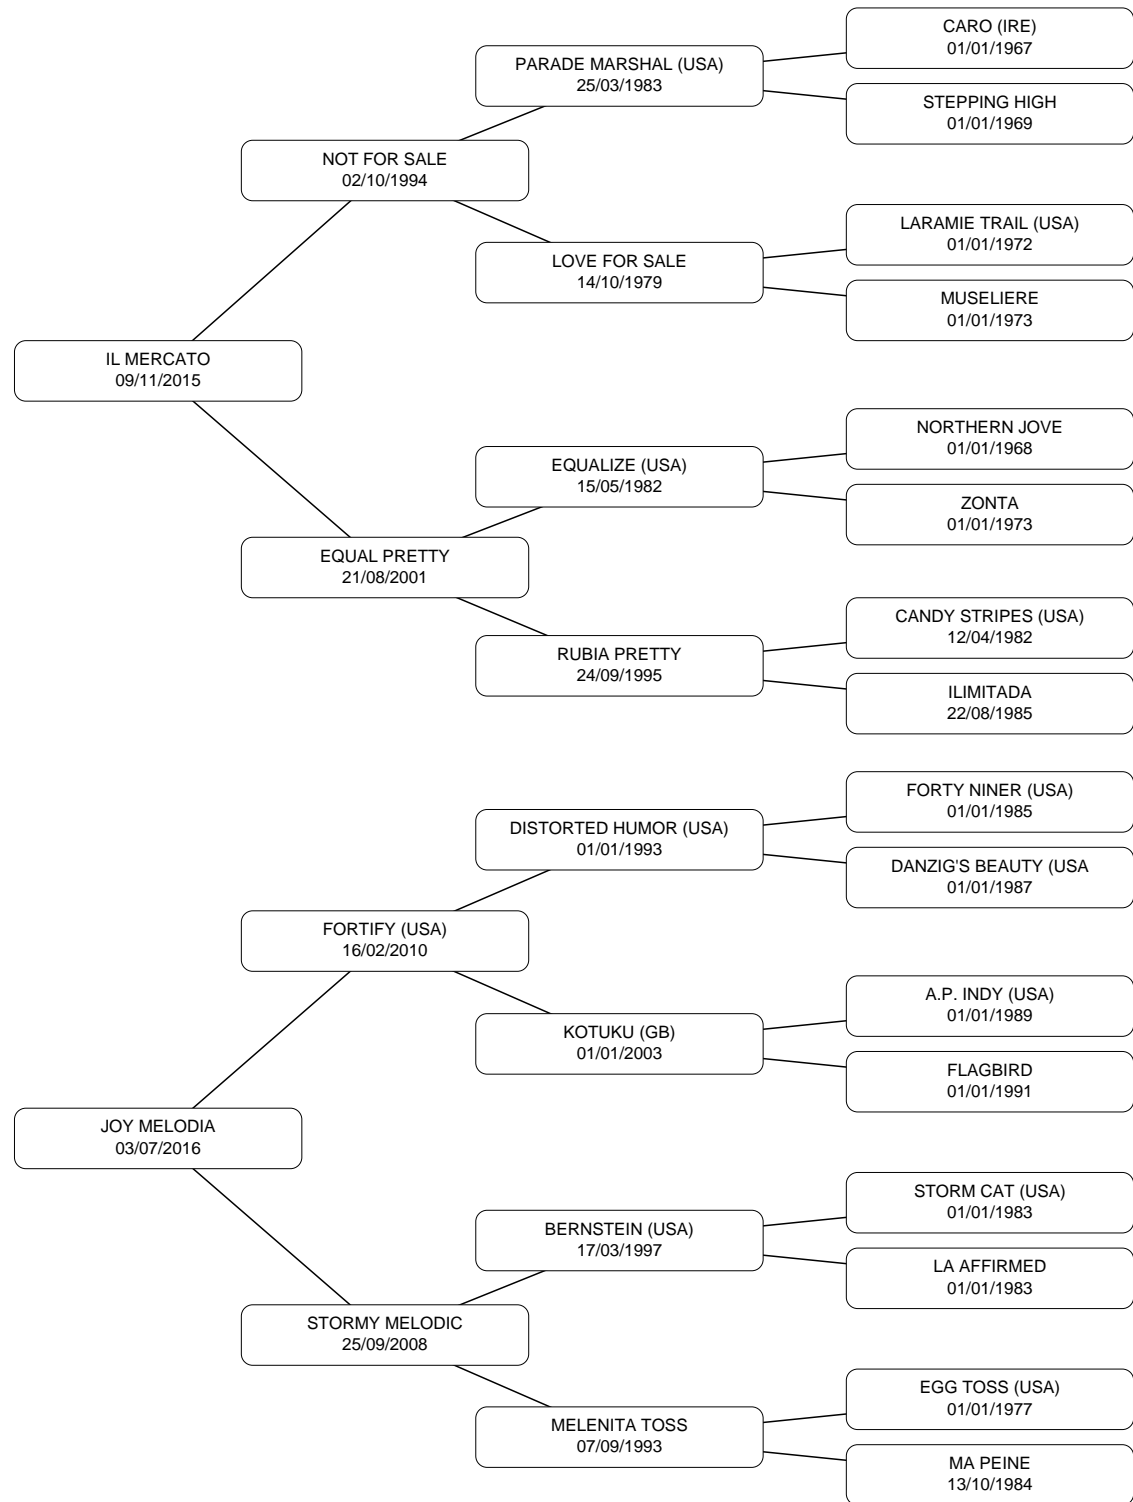 CARO (IRE)
01/01/1967
PARADE MARSHAL (USA)
25/03/1983
STEPPING HIGH
01/01/1969
NOT FOR SALE
02/10/1994
LARAMIE TRAIL (USA)
01/01/1972
LOVE FOR SALE
14/10/1979
MUSELIERE
01/01/1973
IL MERCATO
09/11/2015
NORTHERN JOVE
01/01/1968
EQUALIZE (USA)
15/05/1982
ZONTA
01/01/1973
EQUAL PRETTY
21/08/2001
CANDY STRIPES (USA)
12/04/1982
RUBIA PRETTY
24/09/1995
ILIMITADA
22/08/1985
FORTY NINER (USA)
01/01/1985
DISTORTED HUMOR (USA)
01/01/1993
DANZIG'S BEAUTY (USA
01/01/1987
FORTIFY (USA)
16/02/2010
A.P. INDY (USA)
01/01/1989
KOTUKU (GB)
01/01/2003
FLAGBIRD
01/01/1991
JOY MELODIA
03/07/2016
STORM CAT (USA)
01/01/1983
BERNSTEIN (USA)
17/03/1997
LA AFFIRMED
01/01/1983
STORMY MELODIC
25/09/2008
EGG TOSS (USA)
01/01/1977
MELENITA TOSS
07/09/1993
MA PEINE
13/10/1984